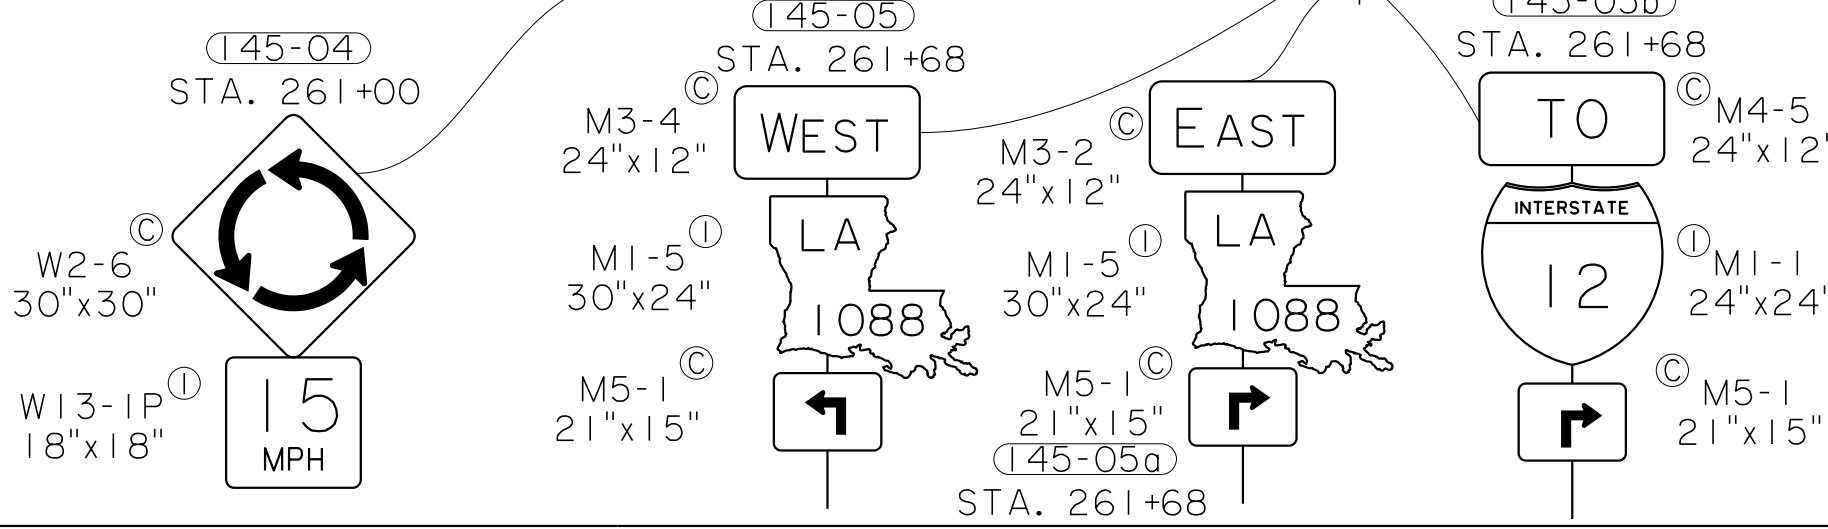 145-04
STA. 261+00
Ⓒ
W2-6
30"x30"
W13-1P Ⓘ
18"x18"
15
MPH
145-05
STA. 261+68
Ⓒ
M3-4
24"x12"
WEST
Ⓘ
M1-5
30"x24"
LA
1088
Ⓒ
M5-1
21"x15"
Ⓒ
M3-2
24"x12"
EAST
Ⓘ
M1-5
30"x24"
LA
1088
Ⓒ
M5-1
21"x15"
145-05a
STA. 261+68
145-05b
STA. 261+68
TO
Ⓒ
M4-5
24"x12"
INTERSTATE
12
Ⓘ
M1-1
24"x24"
Ⓒ
M5-1
21"x15"